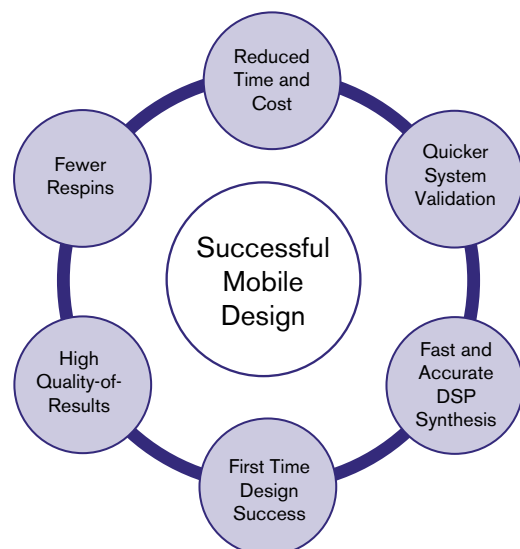 Reduced
Time and
Cost
Quicker
System
Validation
Fast and
Accurate
DSP
Synthesis
First Time
Design
Success
High
Quality-of-
Results
Fewer
Respins
Successful
Mobile
Design